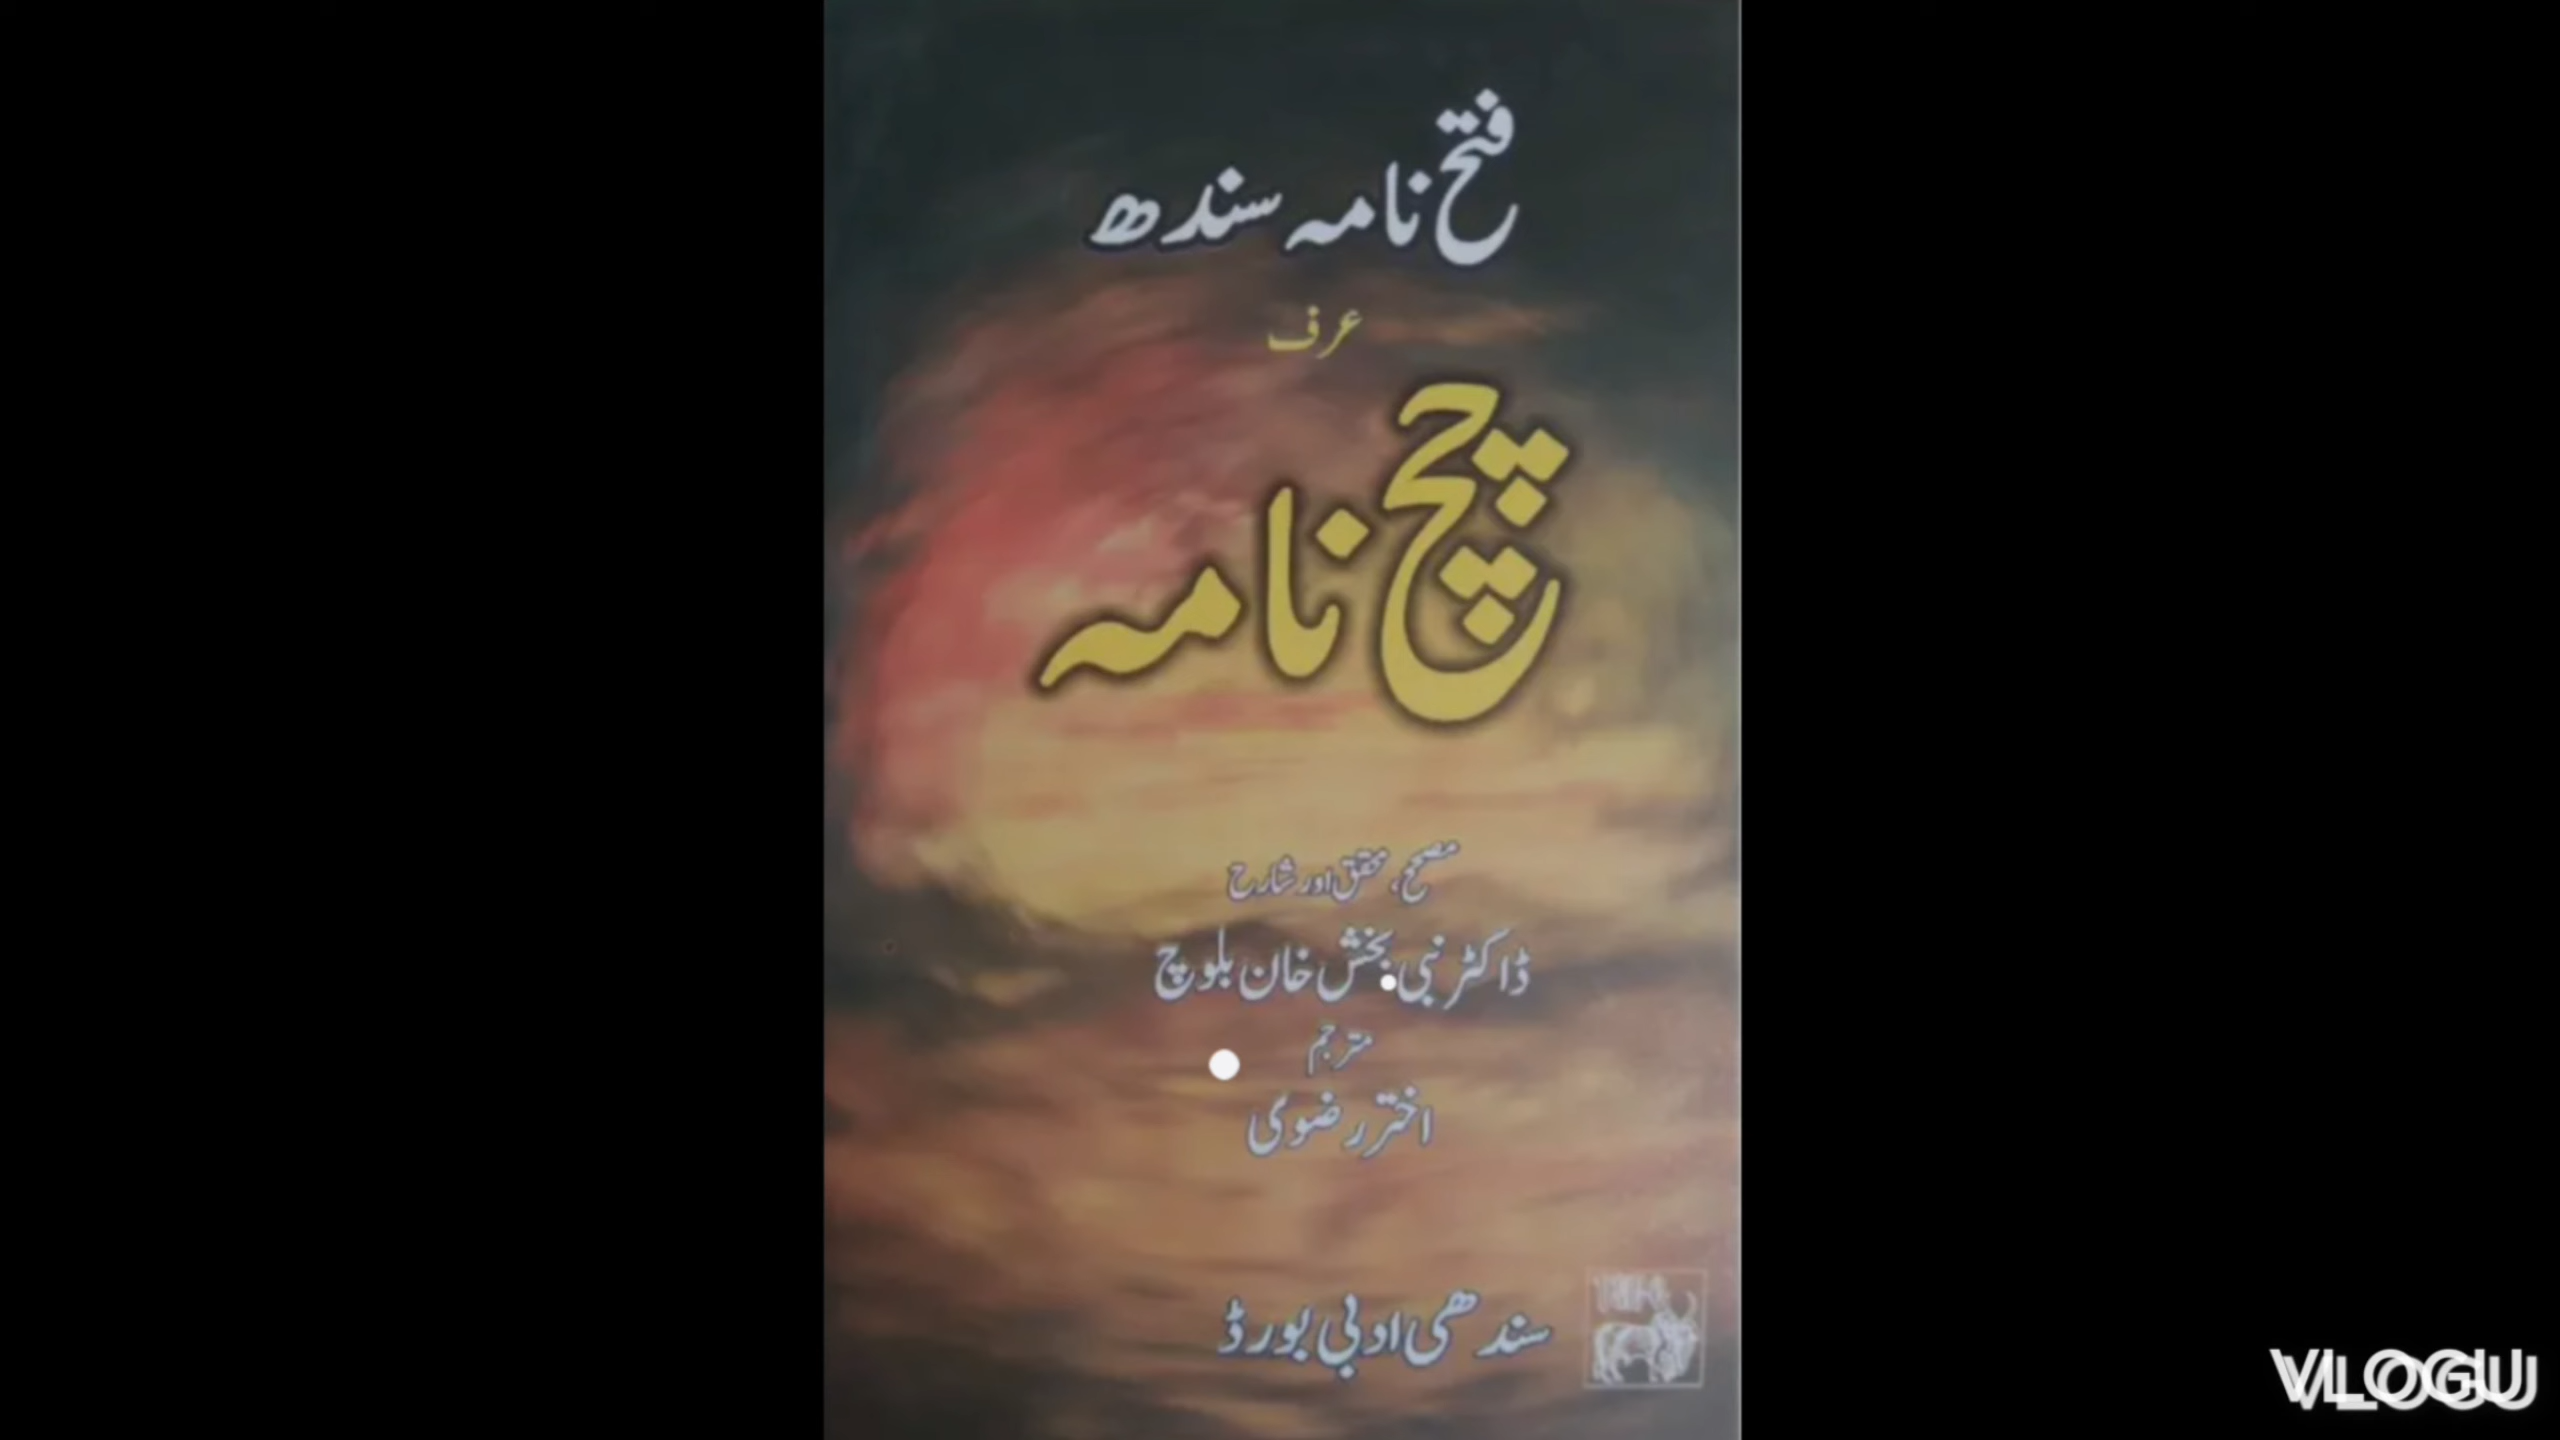 فتح نامہ سندھ
عرف
چچ نامہ
مصحح، محقق اور شارح
ڈاکٹر نبی بخش خان بلوچ
مترجم
اختر رضوی
سندھی ادبی بورڈ
VLOGU